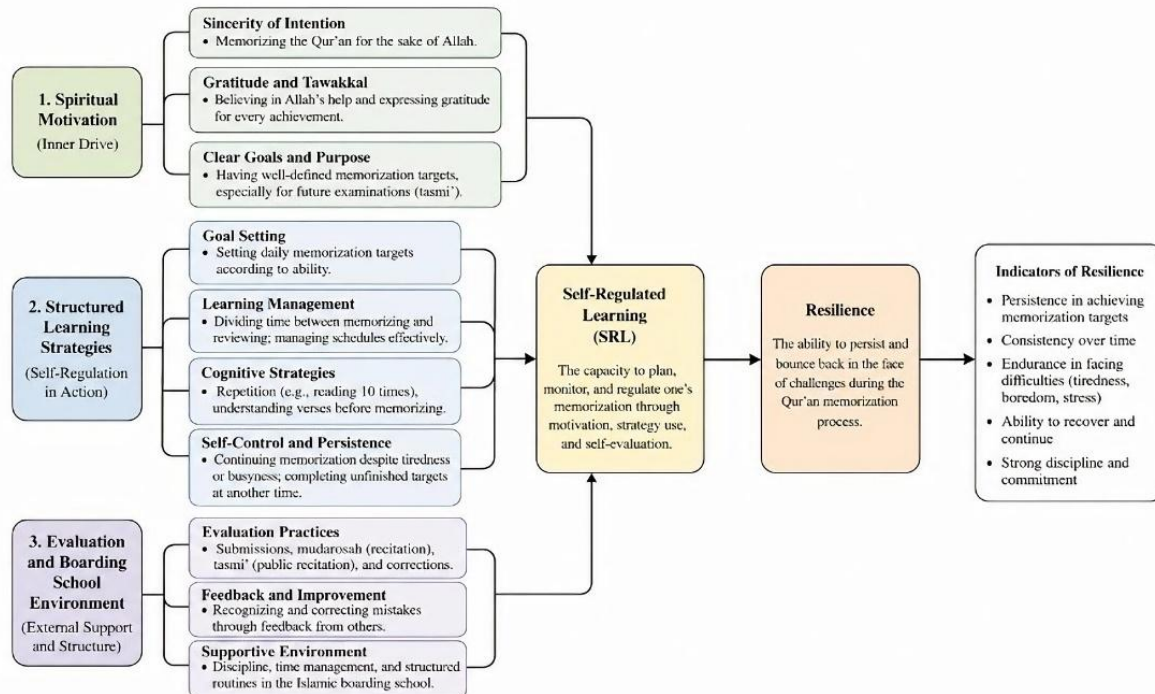 1. Spiritual
Motivation
(Inner Drive)
Sincerity of Intention
• Memorizing the Qur'an for the sake of Allah.
Gratitude and Tawakkal
• Believing in Allah's help and expressing gratitude
for every achievement.
Clear Goals and Purpose
• Having well-defined memorization targets,
especially for future examinations (tasmi').
2. Structured
Learning
Strategies
(Self-Regulation
in Action)
Goal Setting
• Setting daily memorization targets
according to ability.
Learning Management
• Dividing time between memorizing and
reviewing; managing schedules effectively.
Cognitive Strategies
• Repetition (e.g., reading 10 times),
understanding verses before memorizing.
Self-Control and Persistence
• Continuing memorization despite tiredness
or busyness; completing unfinished targets
at another time.
3. Evaluation
and Boarding
School
Environment
(External Support
and Structure)
Evaluation Practices
• Submissions, mudarosah (recitation),
tasmi' (public recitation), and corrections.
Feedback and Improvement
• Recognizing and correcting mistakes
through feedback from others.
Supportive Environment
• Discipline, time management, and structured
routines in the Islamic boarding school.
Self-Regulated
Learning
(SRL)
The capacity to plan,
monitor, and regulate one's
memorization through
motivation, strategy use,
and self-evaluation.
Resilience
The ability to persist and
bounce back in the face
of challenges during the
Qur'an memorization
process.
Indicators of Resilience
• Persistence in achieving
memorization targets
• Consistency over time
• Endurance in facing
difficulties (tiredness,
boredom, stress)
• Ability to recover and
continue
• Strong discipline and
commitment